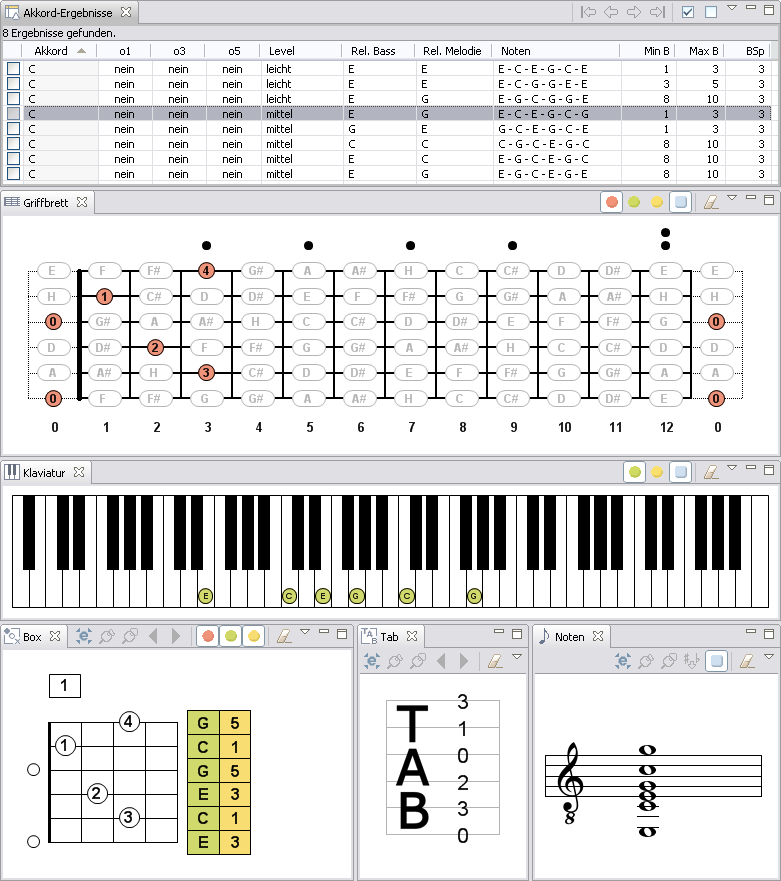 Akkord-Ergebnisse
8 Ergebnisse gefunden.
Akkord o1 o3 o5 Level Rel. Bass Rel. Melodie Noten Min B Max B BSp
C nein nein nein leicht E E E - C - E - G - C - E 1 3 3
C nein nein nein leicht E E E - C - G - G - C - E 3 5 3
C nein nein nein leicht E G E - C - G - G - E - G 8 10 3
C nein nein nein mittel E G E - C - E - G - C - G 1 3 3
C nein nein nein mittel G E G - C - E - G - C - E 1 3 3
C nein nein nein mittel C C C - G - C - E - G - C 8 10 3
C nein nein nein mittel E C E - G - C - E - G - C 8 10 3
C nein nein nein mittel E G E - G - C - G - E - G 8 10 3
Griffbrett
E F F# 4 G# A A# H C C# D D# E E
H 1 C# D D# E F F# G G# A A# H H
0 G# A A# H C C# D D# E F F# G 0
D D# 2 F F# G G# A A# H C C# D D
A A# H 3 C# D D# E F F# G G# A A
0 F F# G G# A A# H C C# D D# E 0
0 1 2 3 4 5 6 7 8 9 10 11 12 0
Klaviatur
E C E G C G
Box
1
4 G 5
1 C 1
G 5
2 E 3
3 C 1
E 3
Tab
TAB
3
1
0
2
3
0
Noten
8